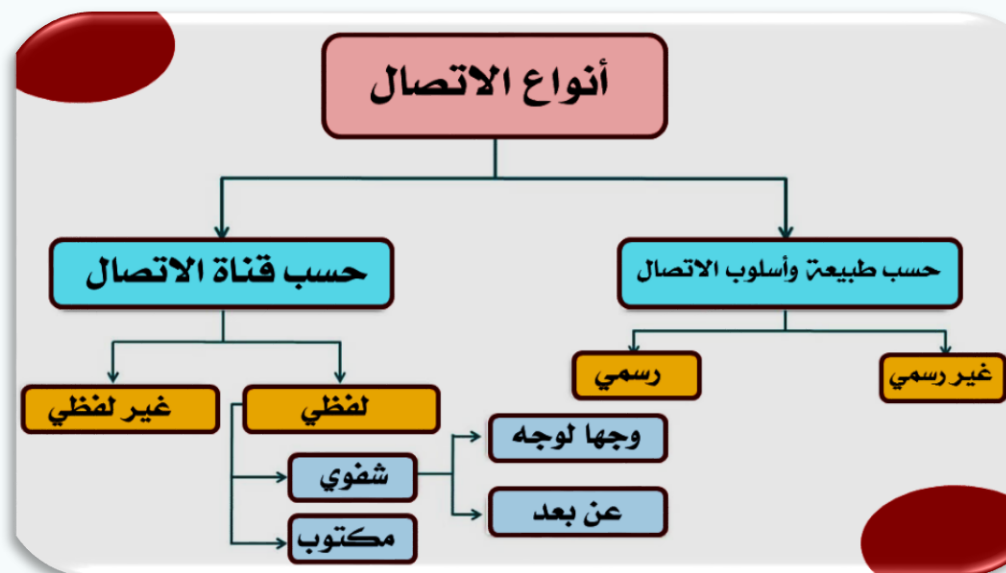 أنواع الاتصال
حسب طبيعة وأسلوب الاتصال
حسب قناة الاتصال
غير رسمي
رسمي
لفظي
غير لفظي
شفوي
مكتوب
وجها لوجه
عن بعد